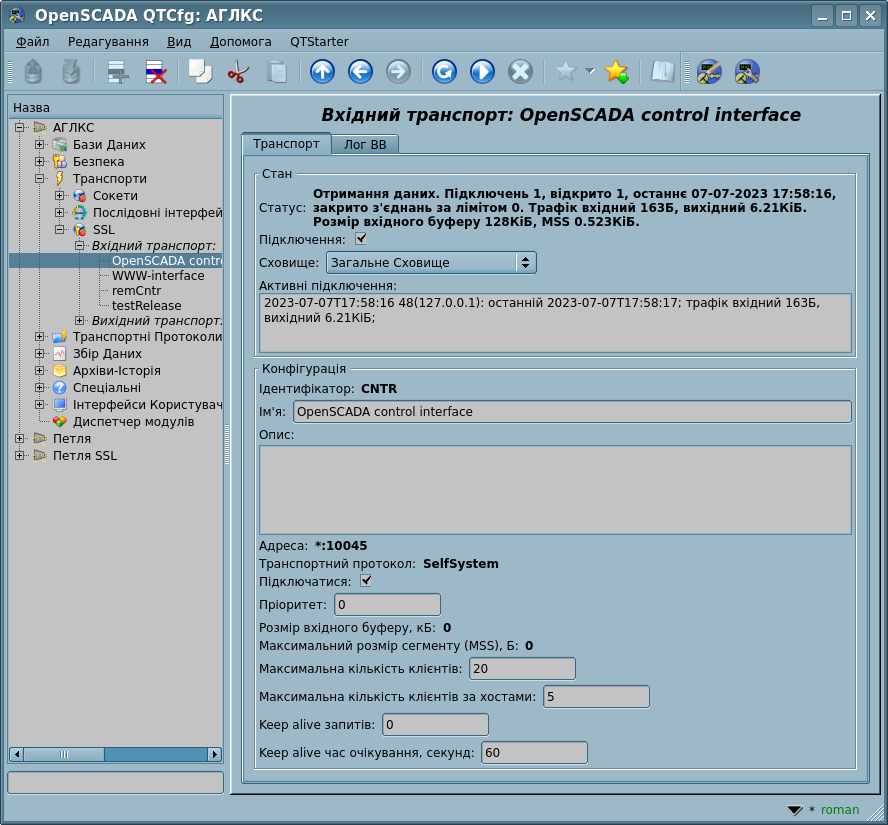 OpenSCADA QTCfg: АГЛКС
Файл Редагування Вид Допомога QTStarter
Назва
АГЛКС
Бази Даних
Безпека
Транспорти
Сокети
Послідовні інтерфей
SSL
Вхідний транспорт:
OpenSCADA contro
WWW-interface
remCntr
testRelease
Вихідний транспорт:
Транспортні Протоколи
Збір Даних
Архіви-Історія
Спеціальні
Інтерфейси Користувач
Диспетчер модулів
Петля
Петля SSL
Вхідний транспорт: OpenSCADA control interface
Транспорт Лог ВВ
Стан
Статус: Отримання даних. Підключень 1, відкрито 1, останнє 07-07-2023 17:58:16,
закрито з'єднань за лімітом 0. Трафік вхідний 163Б, вихідний 6.21КіБ.
Розмір вхідного буферу 128КіБ, MSS 0.523КіБ.
Підключення:
Сховище: Загальне Сховище
Активні підключення:
2023-07-07T17:58:16 48(127.0.0.1): останній 2023-07-07T17:58:17; трафік вхідний 163Б,
вихідний 6.21КіБ;
Конфігурація
Ідентифікатор: CNTR
Ім'я: OpenSCADA control interface
Опис:
Адреса: *:10045
Транспортний протокол: SelfSystem
Підключатися:
Пріоритет: 0
Розмір вхідного буферу, кБ: 0
Максимальний розмір сегменту (MSS), Б: 0
Максимальна кількість клієнтів: 20
Максимальна кількість клієнтів за хостами: 5
Keep alive запитів: 0
Keep alive час очікування, секунд: 60
* roman